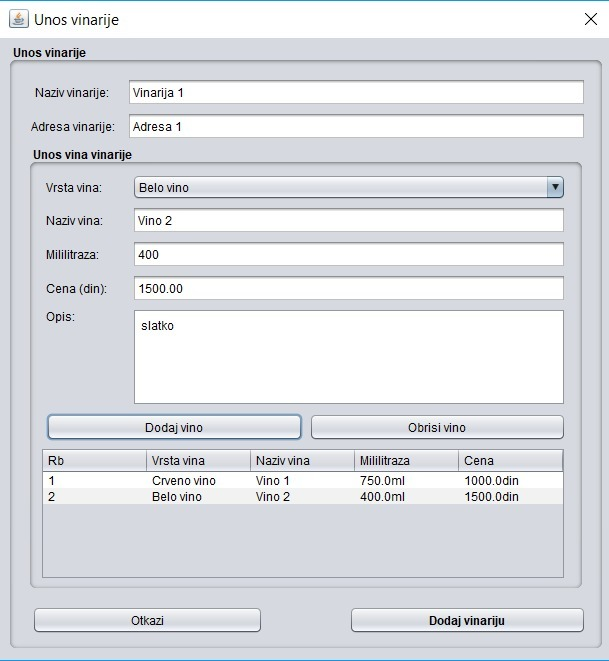 Unos vinarije
Unos vinarije
Naziv vinarije: Vinarija 1
Adresa vinarije: Adresa 1
Unos vina vinarije
Vrsta vina: Belo vino
Naziv vina: Vino 2
Mililitraza: 400
Cena (din): 1500.00
Opis: slatko
Dodaj vino Obrisi vino
Rb Vrsta vina Naziv vina Mililitraza Cena
1 Crveno vino Vino 1 750.0ml 1000.0din
2 Belo vino Vino 2 400.0ml 1500.0din
Otkazi Dodaj vinariju